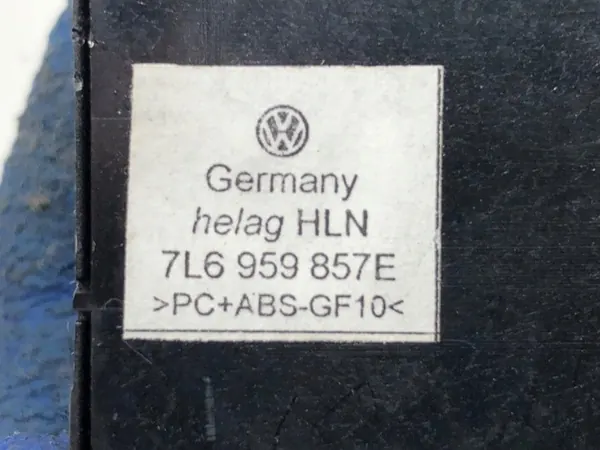 Germany
helag HLN
7L6 959 857E
>PC+ABS-GF10<